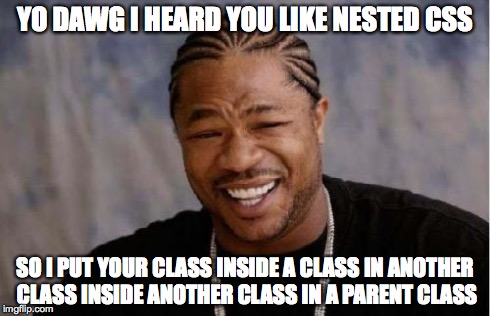 YO DAWG I HEARD YOU LIKE NESTED CSS
SO I PUT YOUR CLASS INSIDE A CLASS IN ANOTHER
CLASS INSIDE ANOTHER CLASS IN A PARENT CLASS
imgflip.com